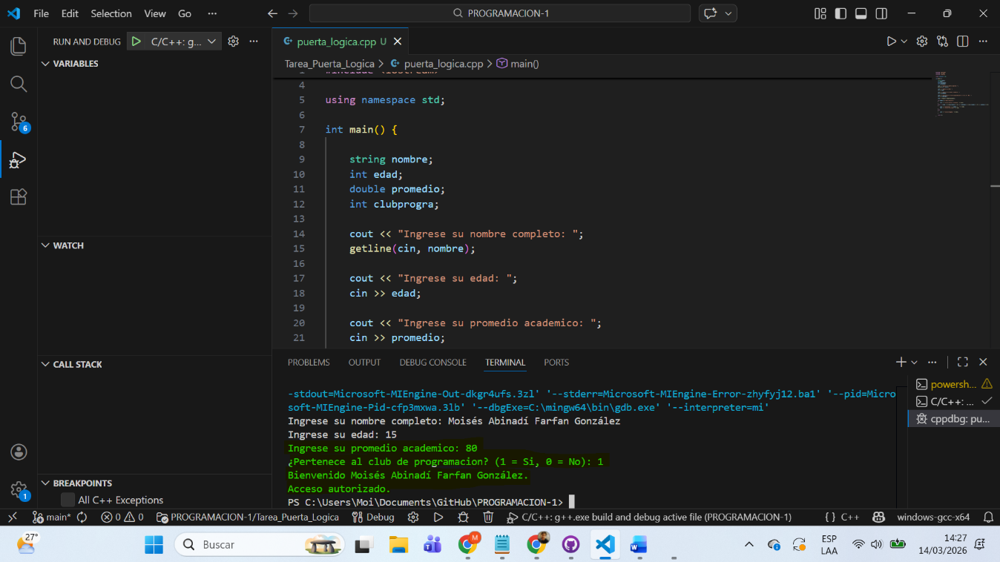 File Edit Selection View Go ···
PROGRAMACION-1
RUN AND DEBUG
C/C++: g...
VARIABLES
WATCH
CALL STACK
BREAKPOINTS
All C++ Exceptions
puerta_logica.cpp U
Tarea_Puerta_Logica > puerta_logica.cpp > main()
4
5 using namespace std;
6
7 int main() {
8
9 string nombre;
10 int edad;
11 double promedio;
12 int clubprogra;
13
14 cout << "Ingrese su nombre completo: ";
15 getline(cin, nombre);
16
17 cout << "Ingrese su edad: ";
18 cin >> edad;
19
20 cout << "Ingrese su promedio academico: ";
21 cin >> promedio;
PROBLEMS OUTPUT DEBUG CONSOLE TERMINAL PORTS
-stdout=Microsoft-MIEngine-Out-dkgr4ufs.3zl' '--stderr=Microsoft-MIEngine-Error-zhyfyj12.ba1' '--pid=Micro
soft-MIEngine-Pid-cfp3mxwa.3lb' '--dbgExe=C:\mingw64\bin\gdb.exe' '--interpreter=mi'
Ingrese su nombre completo: Moisés Abinadí Farfan González
Ingrese su edad: 15
Ingrese su promedio academico: 80
¿Pertenece al club de programacion? (1 = Si, 0 = No): 1
Bienvenido Moisés Abinadí Farfan González.
Acceso autorizado.
PS C:\Users\Moi\Documents\GitHub\PROGRAMACION-1>
powersh...
C/C++: ...
cppdbg: pu...
6
1
main* 0 0 PROGRAMACION-1/Tarea_Puerta_Logica Debug C/C++: g++.exe build and debug active file (PROGRAMACION-1) {} C++ windows-gcc-x64
27°
Buscar
ESP
LAA
14:27
14/03/2026